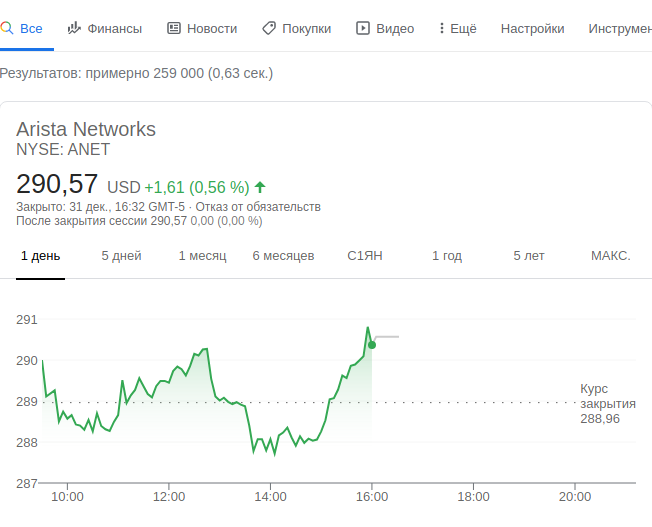 Все Финансы Новости Покупки Видео Ещё Настройки Инструмен
Результатов: примерно 259 000 (0,63 сек.)
Arista Networks
NYSE: ANET
290,57 USD +1,61 (0,56 %)
Закрыто: 31 дек., 16:32 GMT-5 · Отказ от обязательств
После закрытия сессии 290,57 0,00 (0,00 %)
1 день 5 дней 1 месяц 6 месяцев С1ЯН 1 год 5 лет МАКС.
291
290
289
288
287
Курс
закрытия
288,96
10:00 12:00 14:00 16:00 18:00 20:00